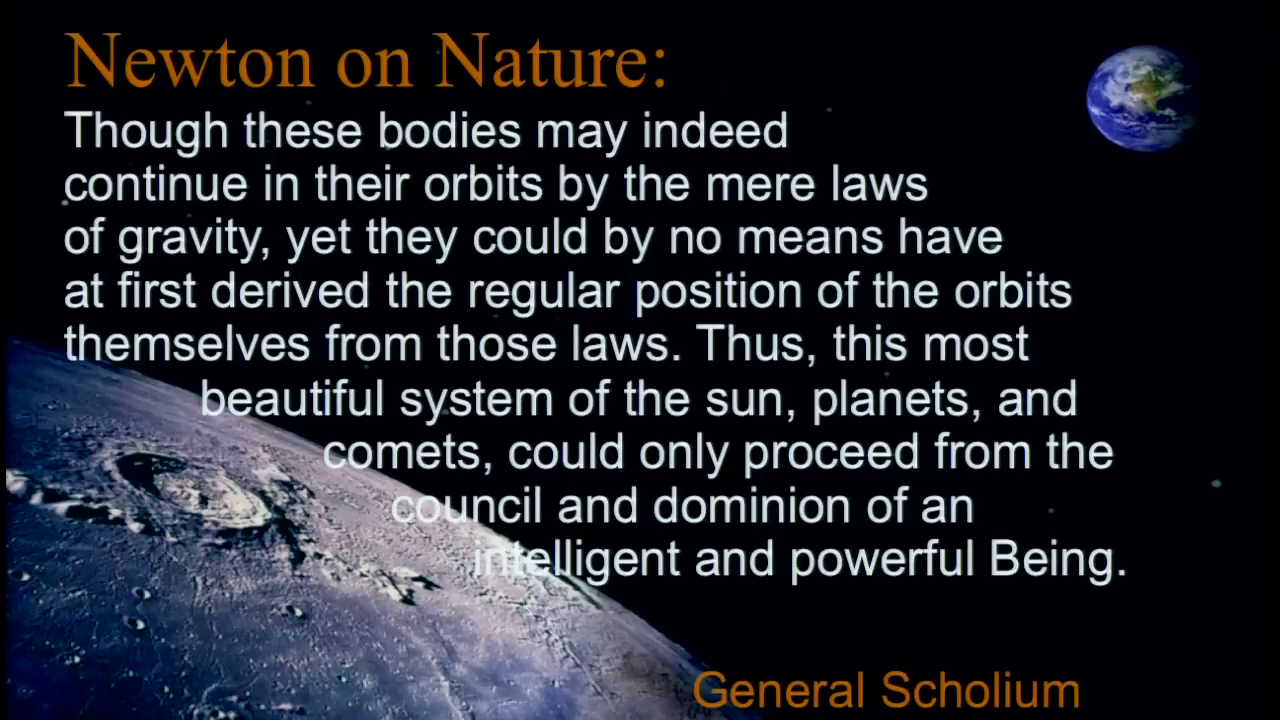 Newton on Nature:
Though these bodies may indeed
continue in their orbits by the mere laws
of gravity, yet they could by no means have
at first derived the regular position of the orbits
themselves from those laws. Thus, this most
beautiful system of the sun, planets, and
comets, could only proceed from the
council and dominion of an
intelligent and powerful Being.
General Scholium